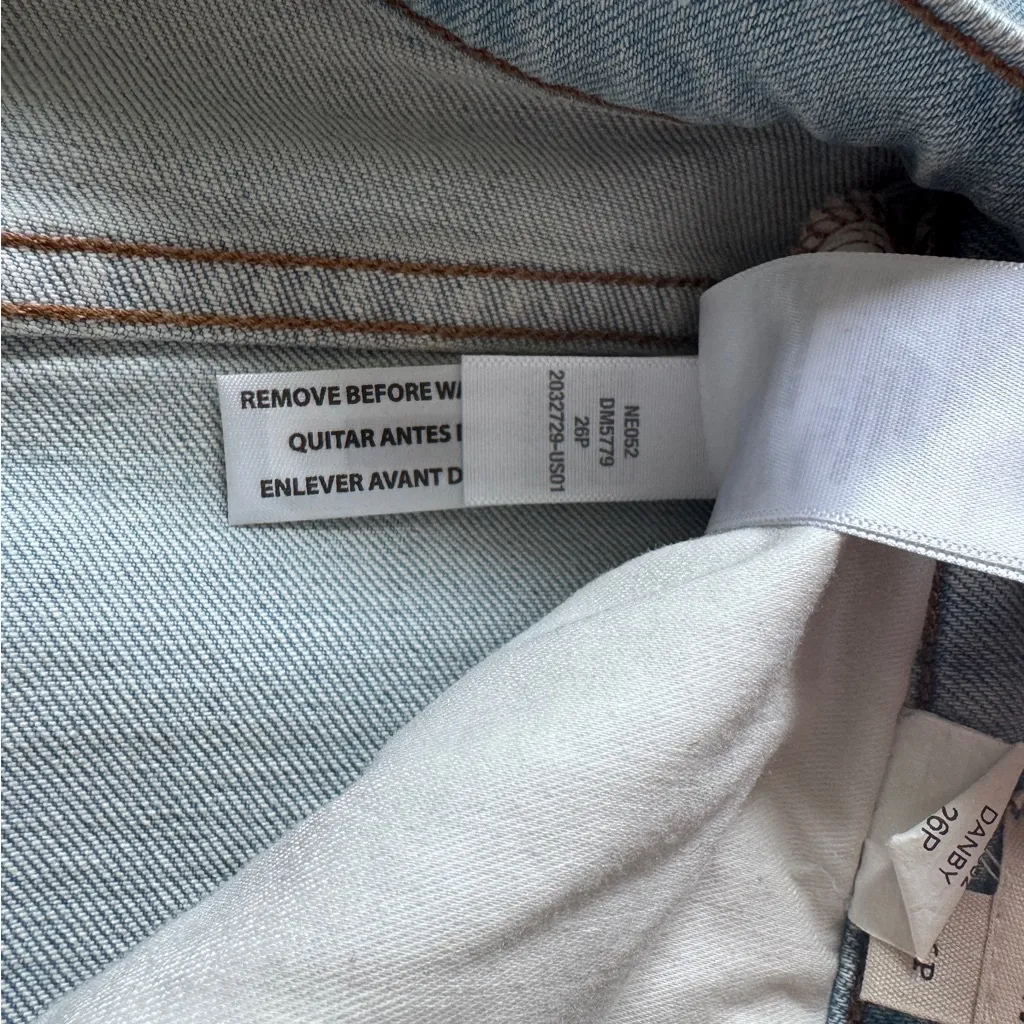 REMOVE BEFORE WA
QUITAR ANTES
ENLEVER AVANT D
NE052
DM5779
26P
2032729-US01
DANBY
26P
P